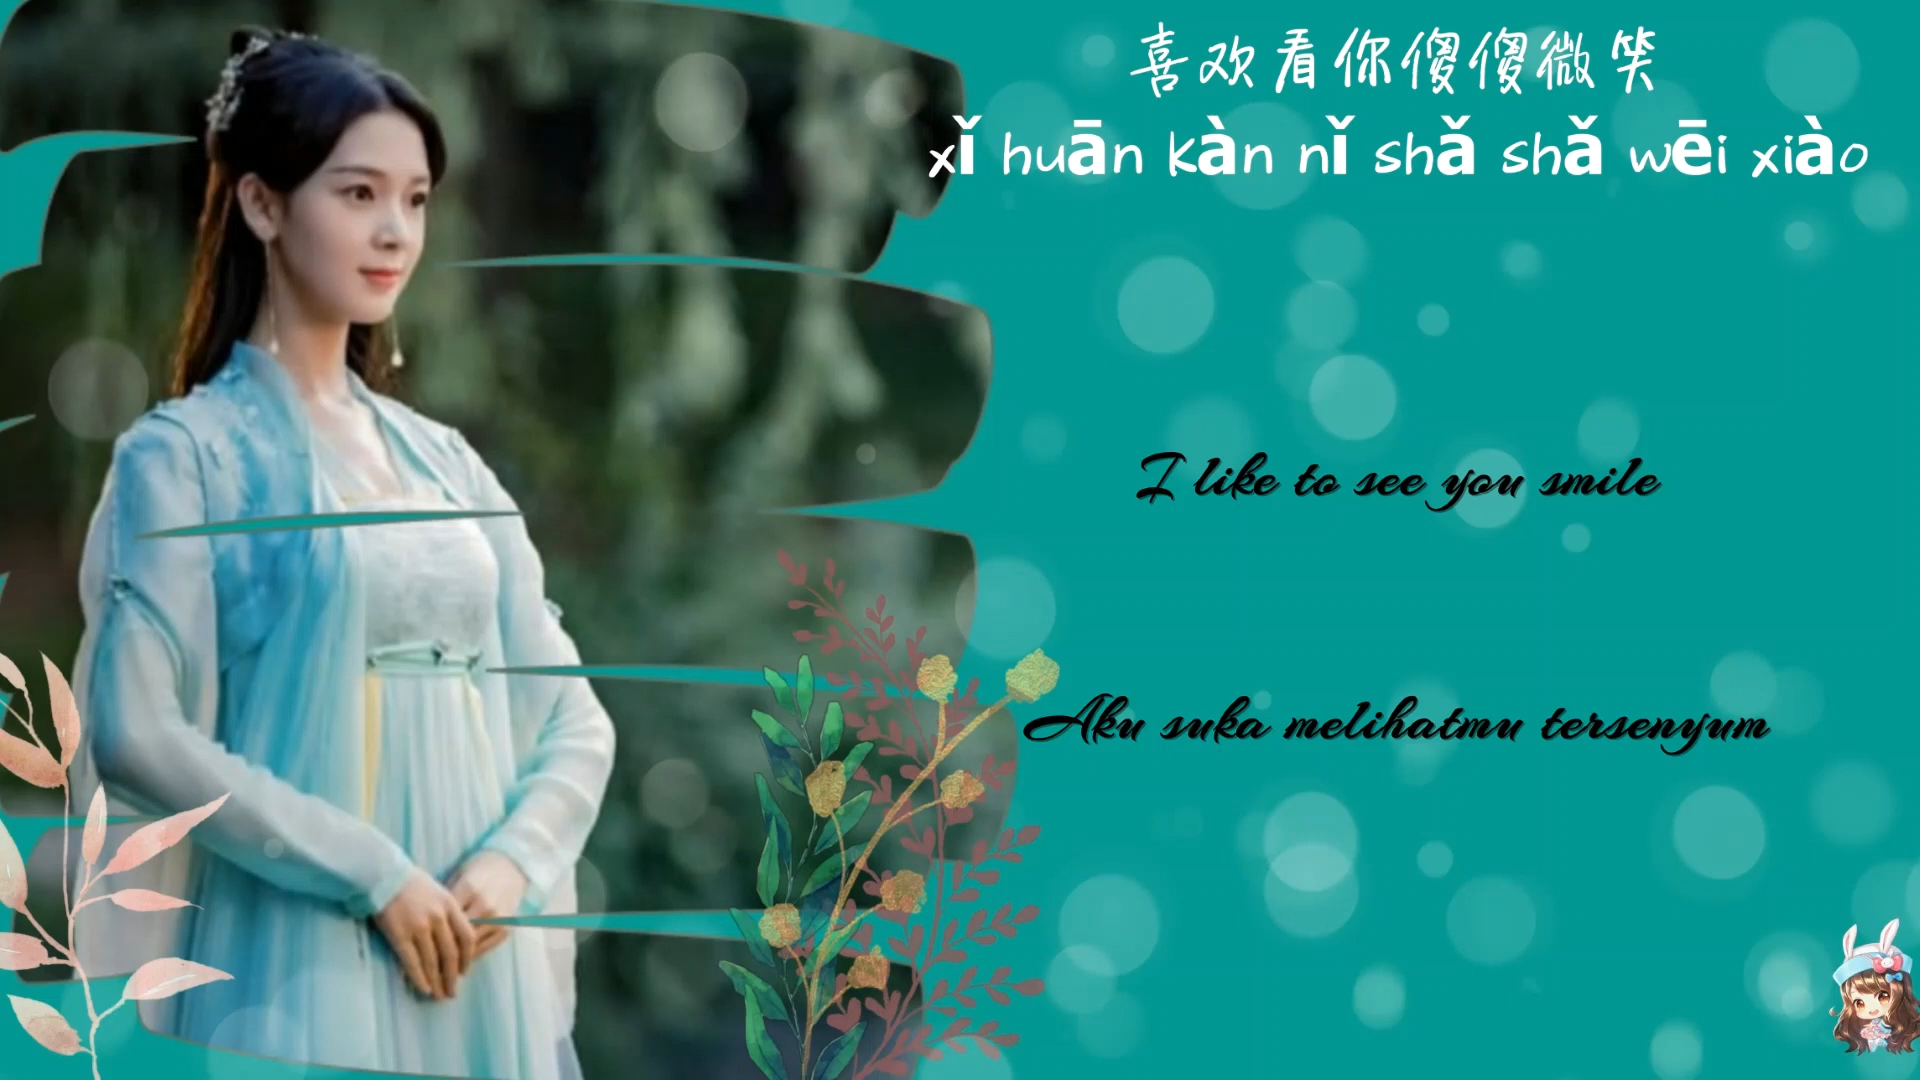 喜欢看你傻傻微笑
xǐ huān kàn nǐ shǎ shǎ wēi xiào
I like to see you smile
Aku suka melihatmu tersenyum